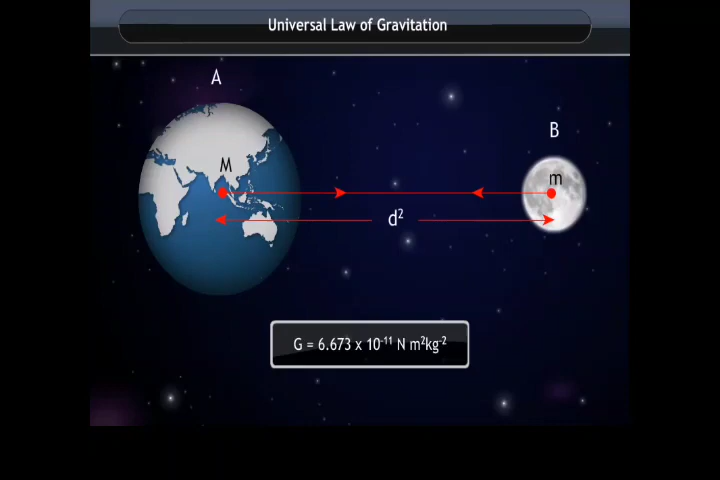 Universal Law of Gravitation
A
B
M
m
d²
G = 6.673 x 10⁻¹¹ N m²kg⁻²